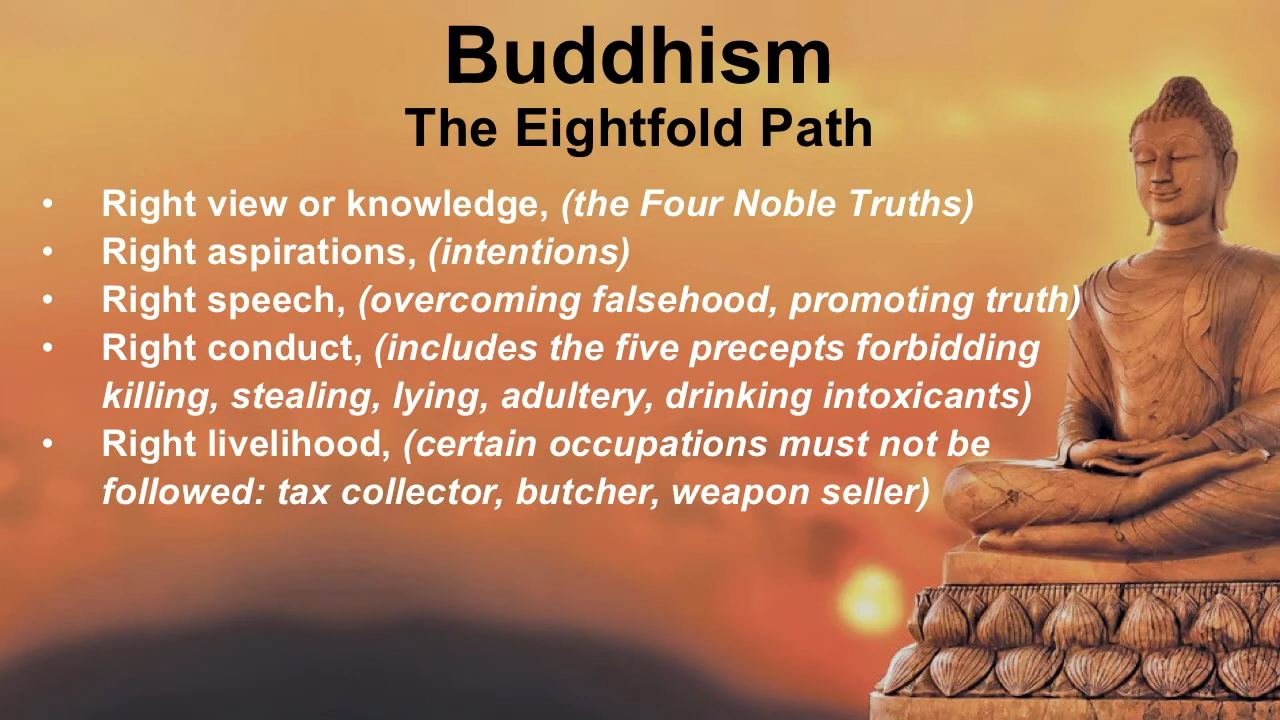 Buddhism
The Eightfold Path
• Right view or knowledge, (the Four Noble Truths)
• Right aspirations, (intentions)
• Right speech, (overcoming falsehood, promoting truth)
• Right conduct, (includes the five precepts forbidding
killing, stealing, lying, adultery, drinking intoxicants)
• Right livelihood, (certain occupations must not be
followed: tax collector, butcher, weapon seller)